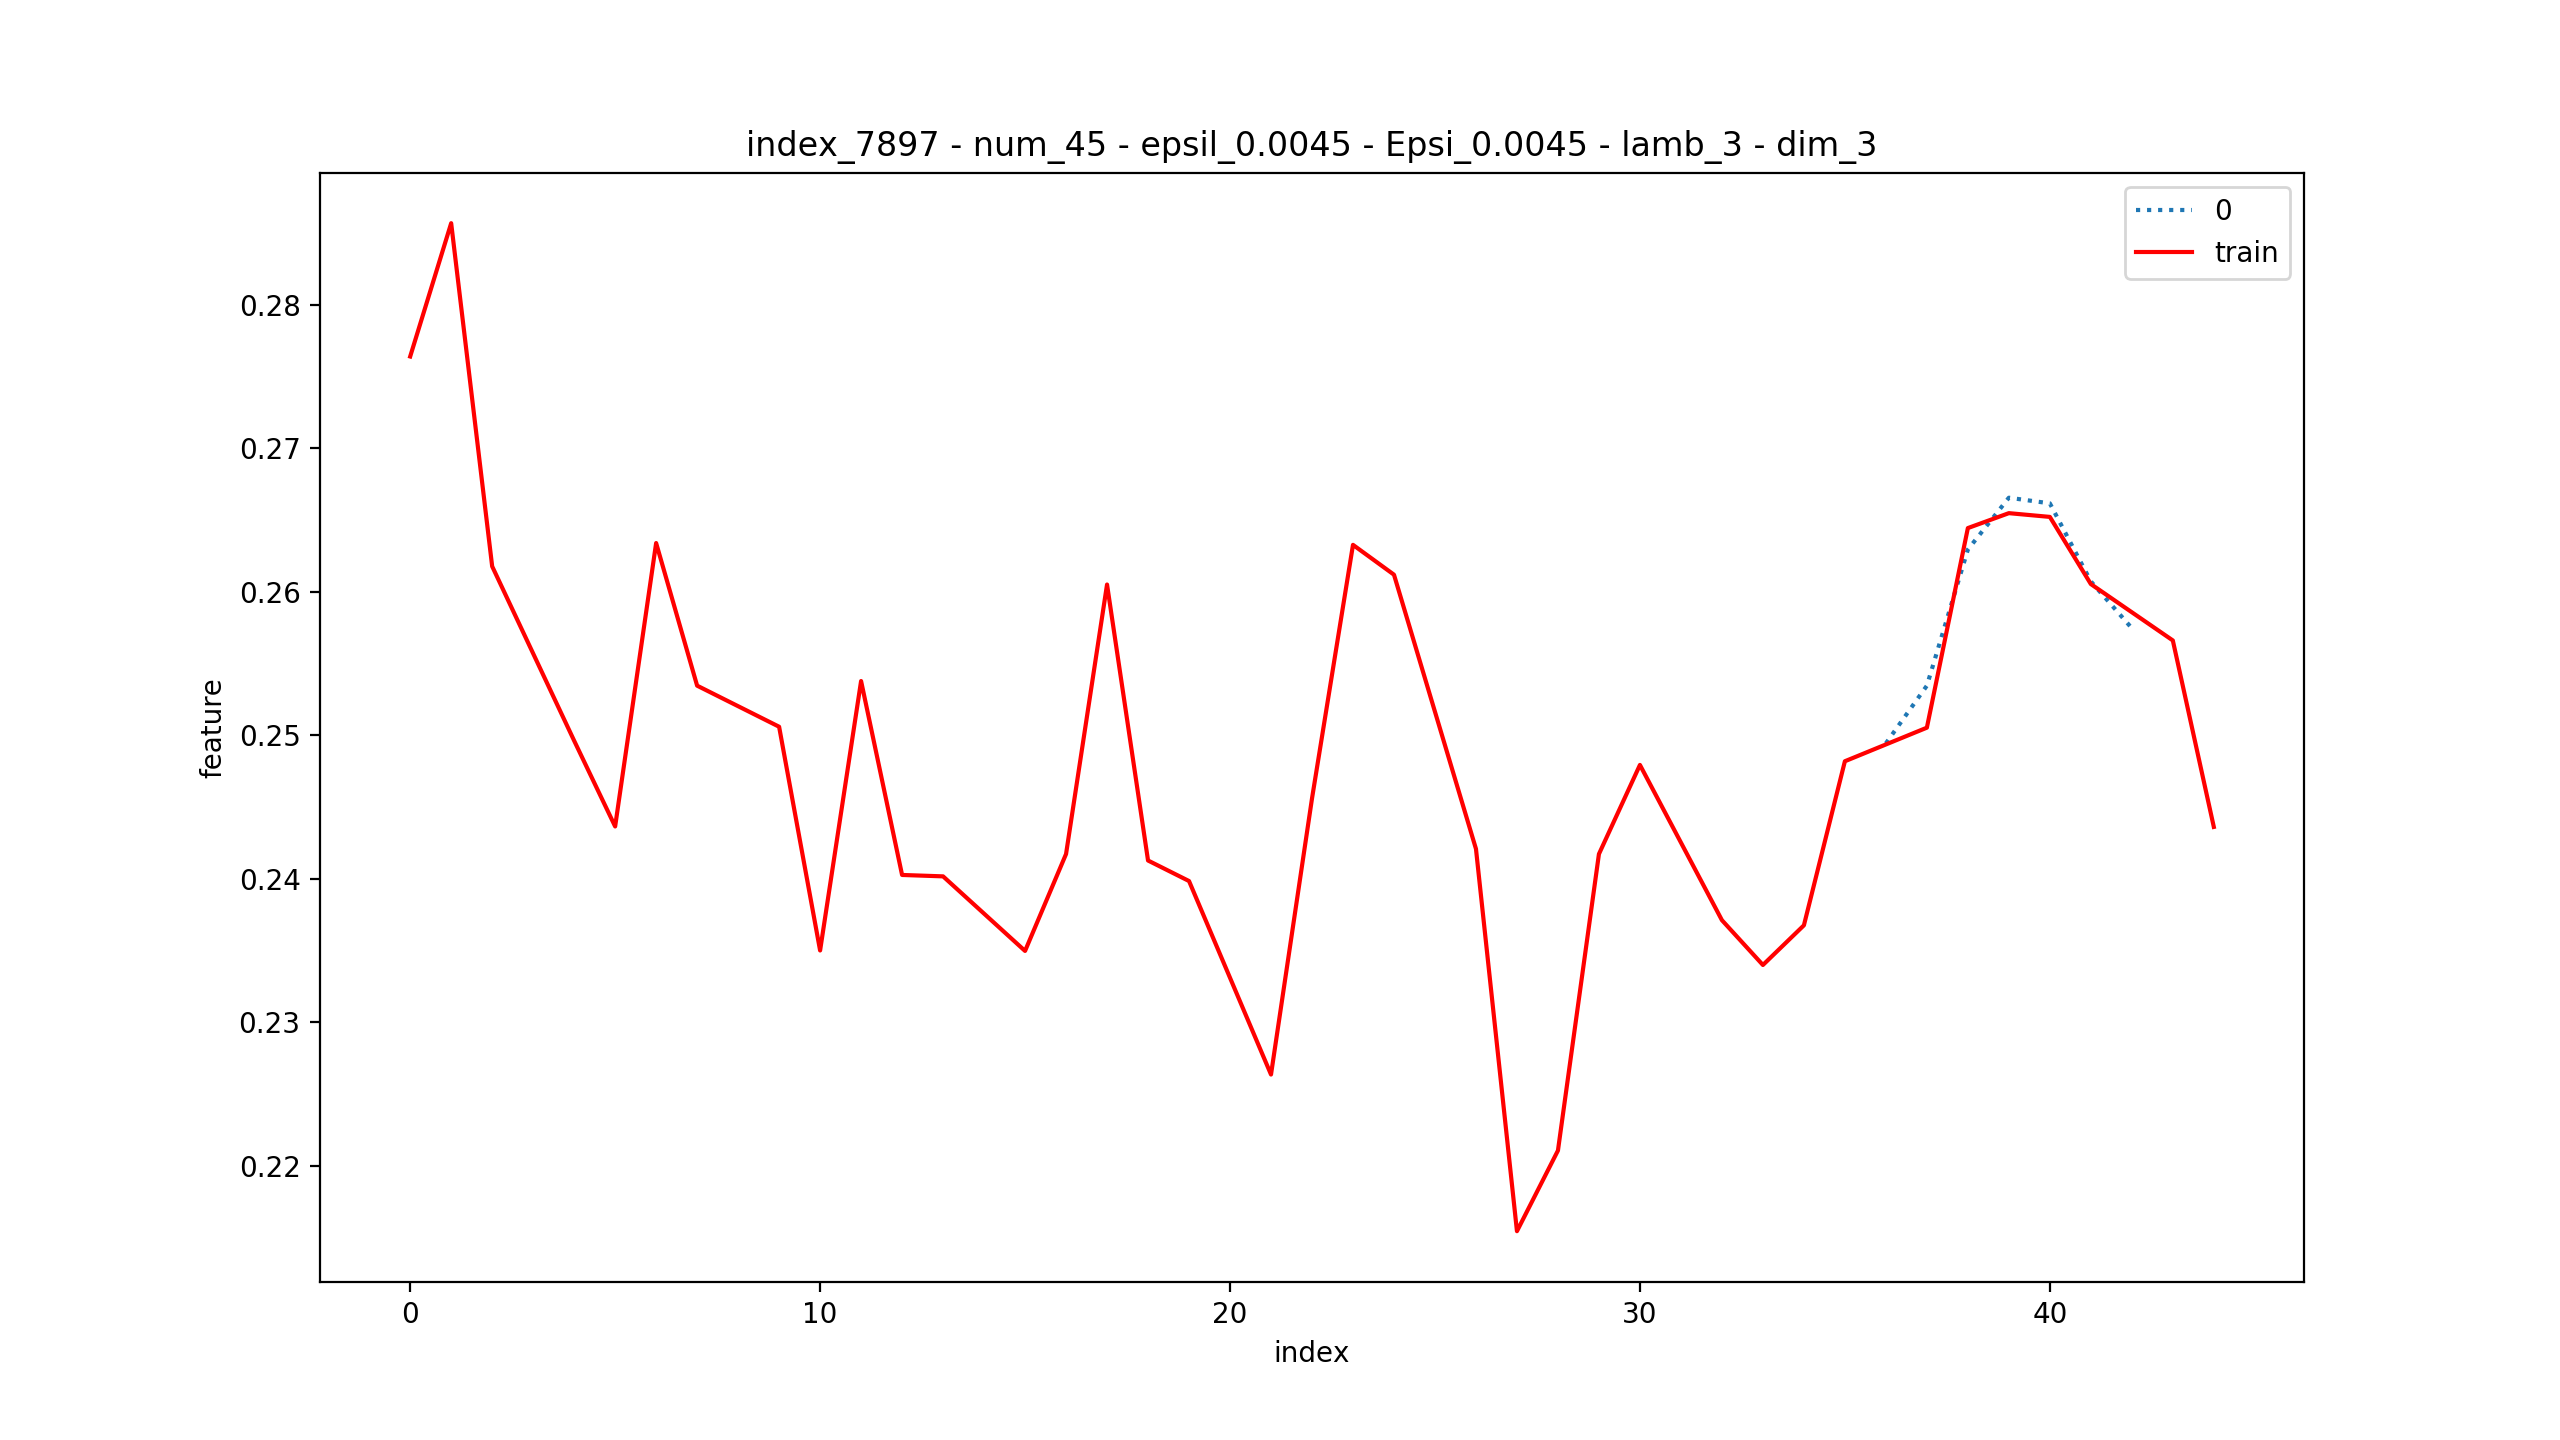 index_7897 - num_45 - epsil_0.0045 - Epsi_0.0045 - lamb_3 - dim_3
0
train
0.28
0.27
0.26
0.25
0.24
0.23
0.22
feature
0 10 20 30 40
index